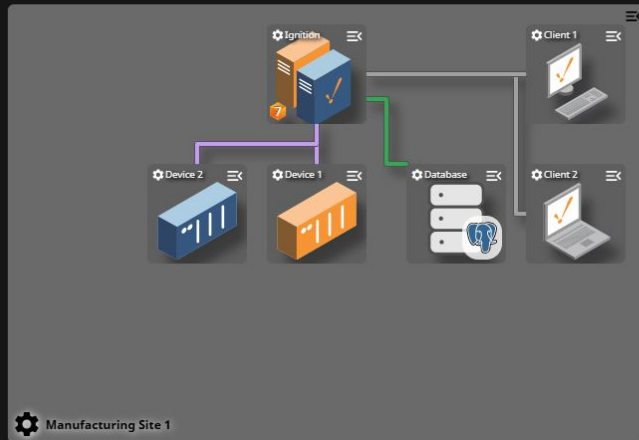 Ignition
Client 1
7
Device 2
Device 1
Database
Client 2
Manufacturing Site 1